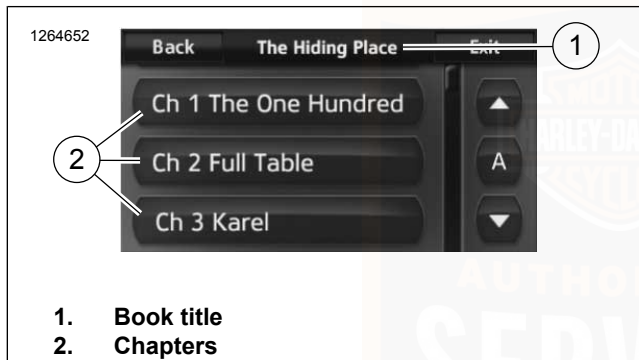 1264652
Back The Hiding Place Exit 1
Ch 1 The One Hundred
2 Ch 2 Full Table A
Ch 3 Karel
1. Book title
2. Chapters